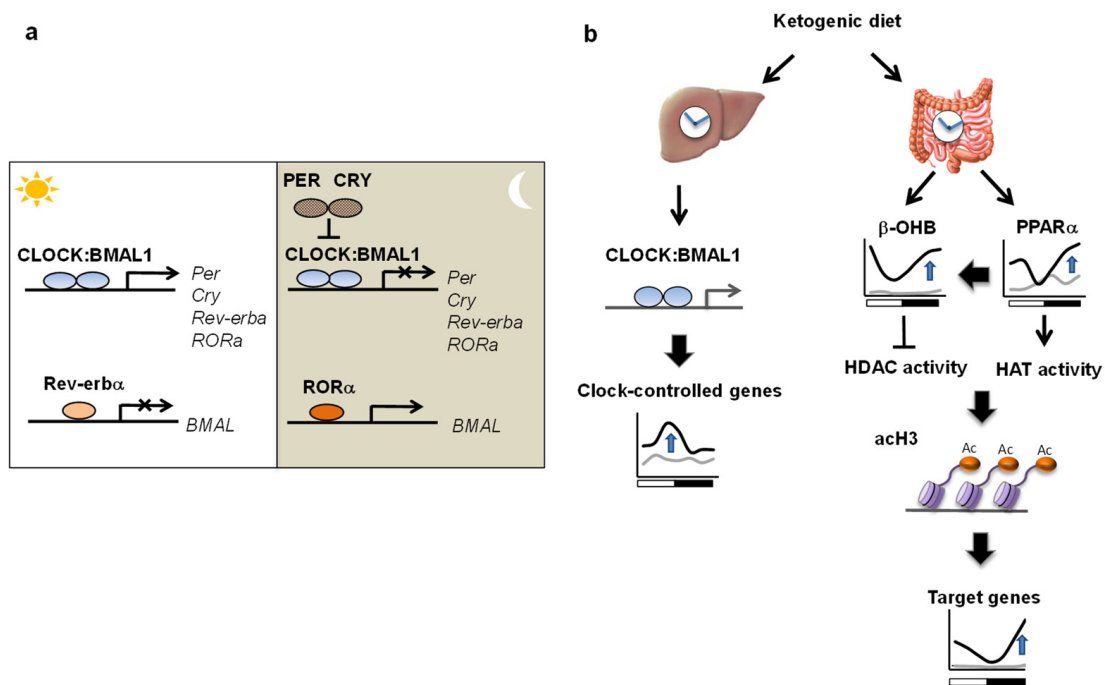 a
CLOCK:BMAL1
Per
Cry
Rev-erba
RORa
Rev-erbα
BMAL
PER CRY
CLOCK:BMAL1
Per
Cry
Rev-erba
RORa
RORα
BMAL
b
Ketogenic diet
CLOCK:BMAL1
Clock-controlled genes
β-OHB
PPARα
HDAC activity
HAT activity
acH3
Ac
Ac
Ac
Target genes